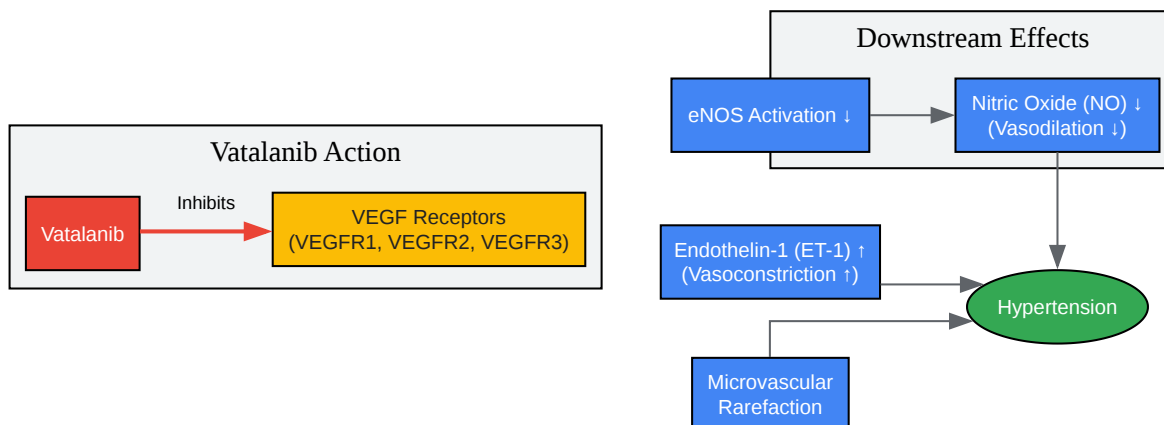 Vatalanib Action
Vatalanib
Inhibits
VEGF Receptors
(VEGFR1, VEGFR2, VEGFR3)
Downstream Effects
eNOS Activation ↓
Nitric Oxide (NO) ↓
(Vasodilation ↓)
Endothelin-1 (ET-1) ↑
(Vasoconstriction ↑)
Hypertension
Microvascular
Rarefaction